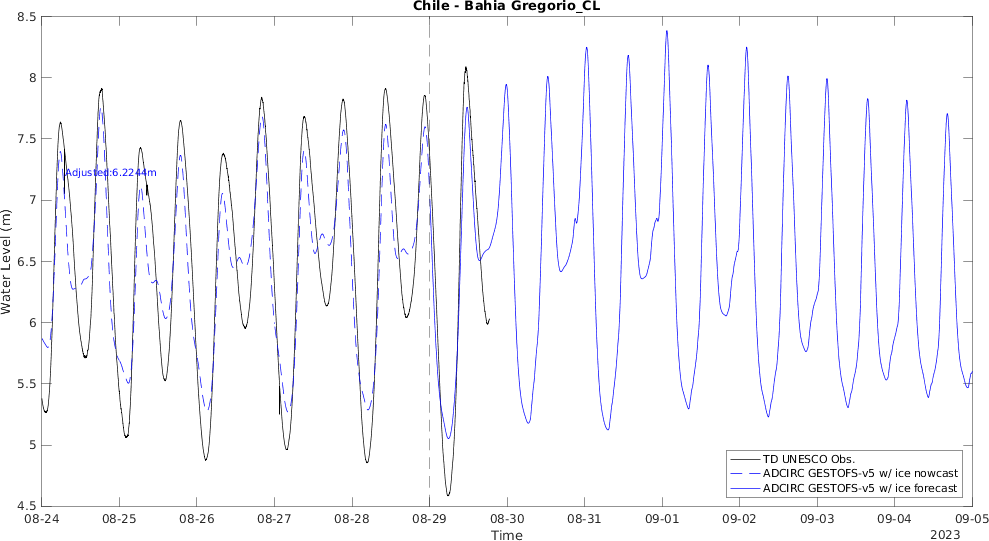 Chile - Bahia Gregorio_CL
8.5
8
7.5
7
6.5
6
5.5
5
4.5
Water Level (m)
Adjusted:6.2244m
TD UNESCO Obs.
ADCIRC GESTOFS-v5 w/ ice nowcast
ADCIRC GESTOFS-v5 w/ ice forecast
08-24 08-25 08-26 08-27 08-28 08-29 08-30 08-31 09-01 09-02 09-03 09-04 09-05
Time
2023